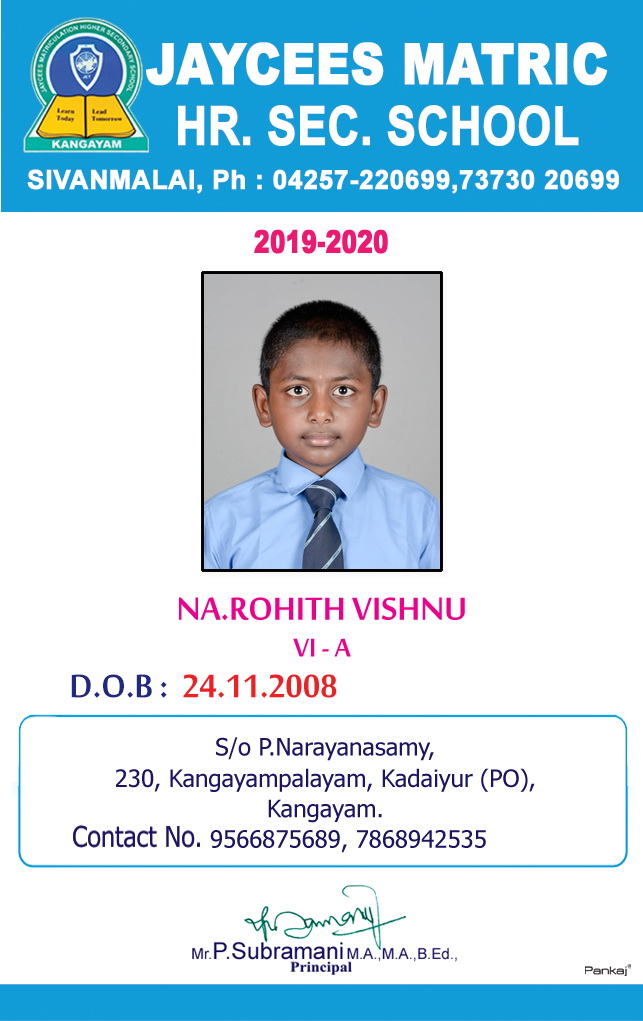 JAYCEES MATRICULATION HIGHER SECONDARY SCHOOL
Learn Today
Lead Tomorrow
KANGAYAM
JAYCEES MATRIC
HR. SEC. SCHOOL
SIVANMALAI, Ph : 04257-220699,73730 20699
2019-2020
NA.ROHITH VISHNU
VI - A
D.O.B : 24.11.2008
S/o P.Narayanasamy,
230, Kangayampalayam, Kadaiyur (PO),
Kangayam.
Contact No. 9566875689, 7868942535
Mr.P.Subramani M.A.,M.A.,B.Ed.,
Principal
Pankaj®